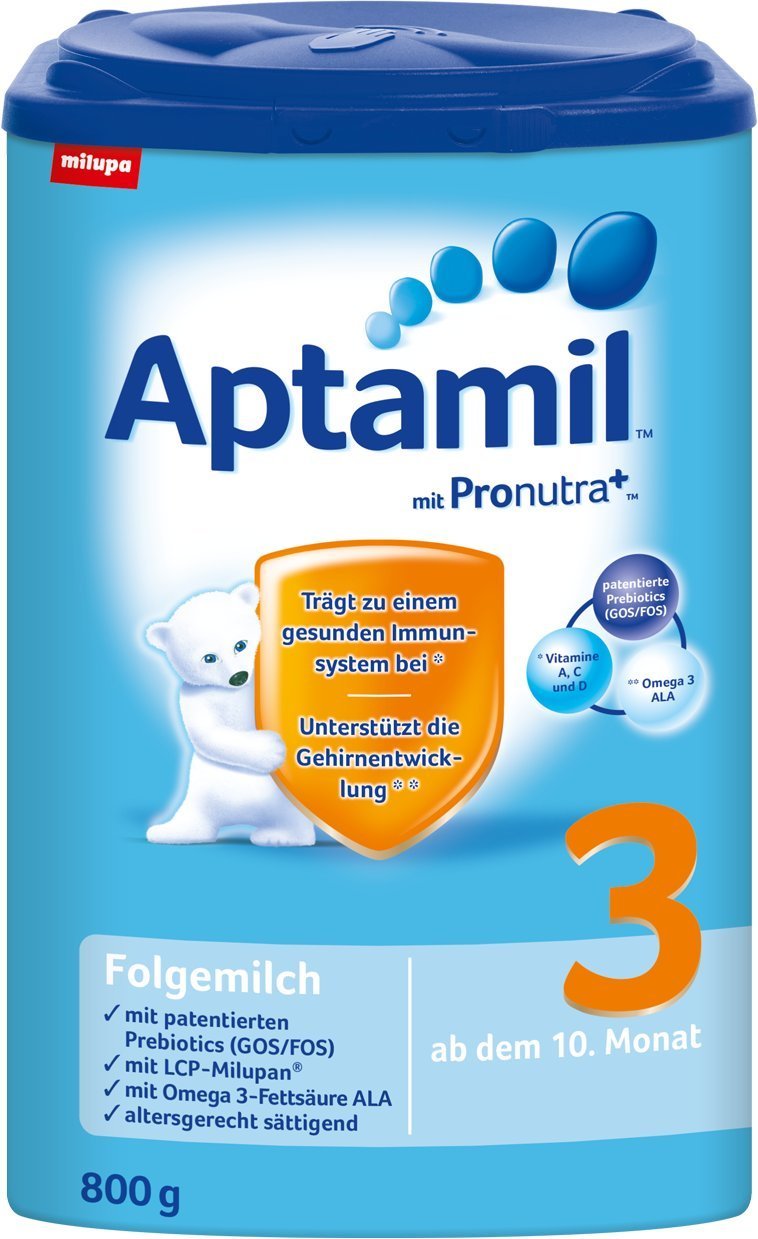 milupa
Aptamil™
mit Pronutra+™
Trägt zu einem
gesunden Immun-
system bei *
Unterstützt die
Gehirnentwick-
lung **
patentierte
Prebiotics
(GOS/FOS)
* Vitamine
A, C
und D
** Omega 3
ALA
3
ab dem 10. Monat
Folgemilch
✓ mit patentierten
Prebiotics (GOS/FOS)
✓ mit LCP-Milupan®
✓ mit Omega 3-Fettsäure ALA
✓ altersgerecht sättigend
800 g